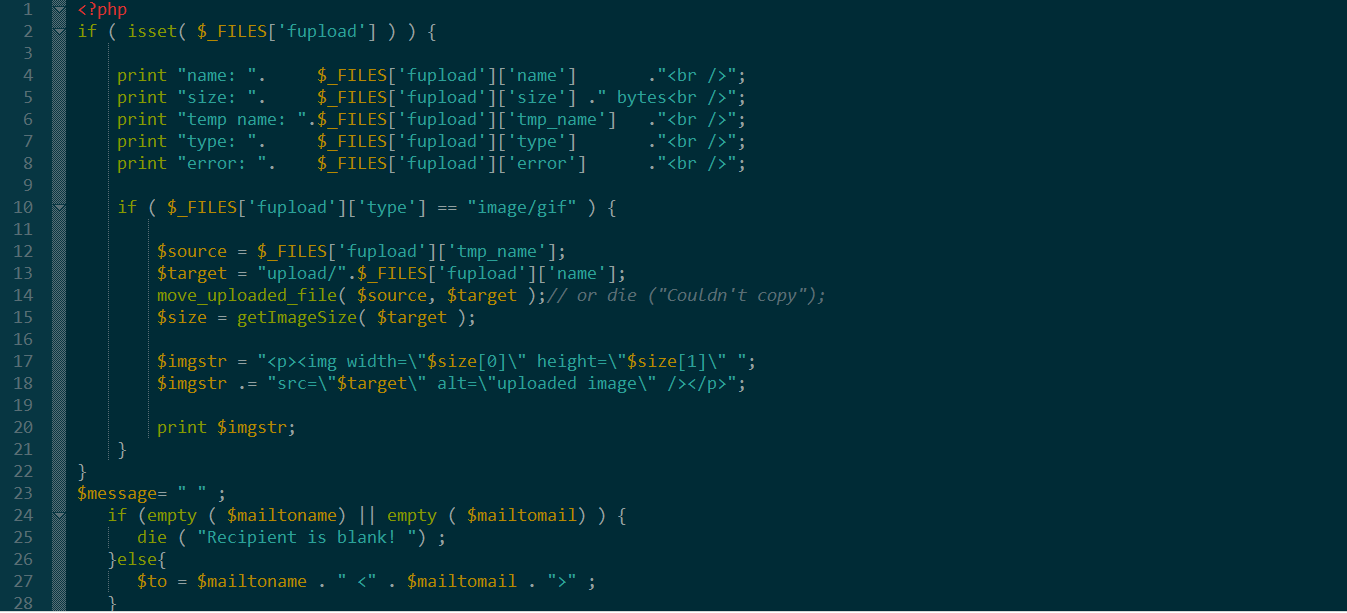 1 <?php
2 if ( isset( $_FILES['fupload'] ) ) {
3
4 print "name: ".     $_FILES['fupload']['name']       ."<br />";
5 print "size: ".     $_FILES['fupload']['size'] ." bytes<br />";
6 print "temp name: ".$_FILES['fupload']['tmp_name']   ."<br />";
7 print "type: ".     $_FILES['fupload']['type']       ."<br />";
8 print "error: ".    $_FILES['fupload']['error']      ."<br />";
9
10 if ( $_FILES['fupload']['type'] == "image/gif" ) {
11
12 $source = $_FILES['fupload']['tmp_name'];
13 $target = "upload/".$_FILES['fupload']['name'];
14 move_uploaded_file( $source, $target );// or die ("Couldn't copy");
15 $size = getImageSize( $target );
16
17 $imgstr = "<p><img width=\"$size[0]\" height=\"$size[1]\" ";
18 $imgstr .= "src=\"$target\" alt=\"uploaded image\" /></p>";
19
20 print $imgstr;
21 }
22 }
23 $message= " " ;
24 if (empty ( $mailtoname) || empty ( $mailtomail) ) {
25 die ( "Recipient is blank! ") ;
26 }else{
27 $to = $mailtoname . " <" . $mailtomail . ">" ;
28 }